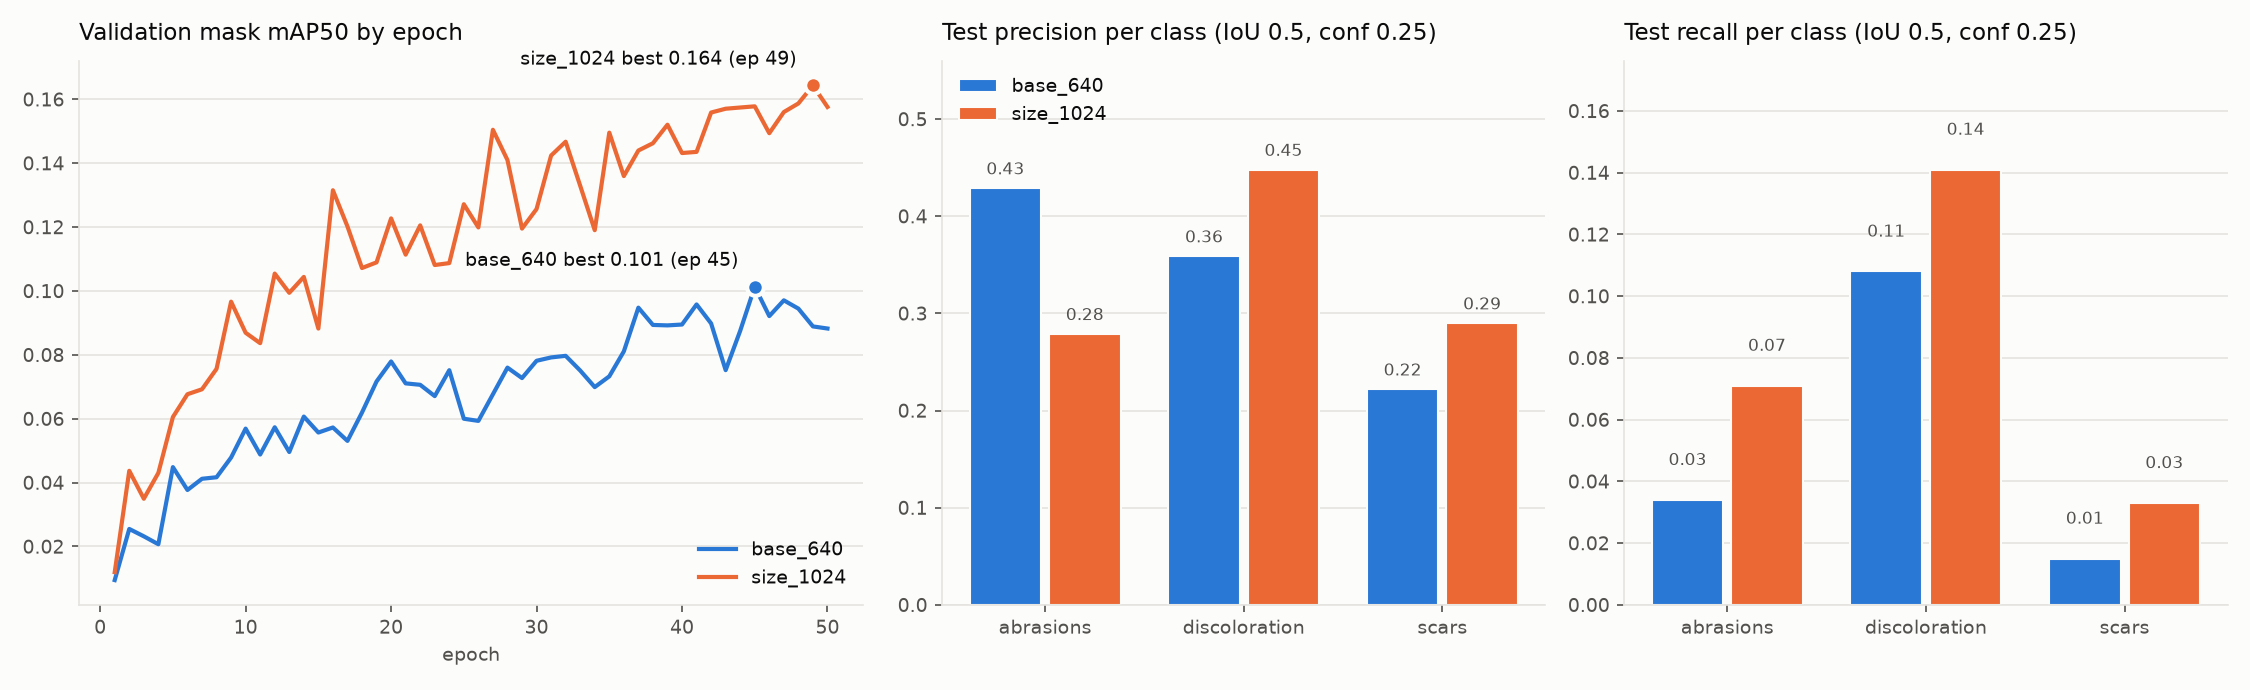 Validation mask mAP50 by epoch
size_1024 best 0.164 (ep 49)
0.16
0.14
0.12
base_640 best 0.101 (ep 45)
0.10
0.08
0.06
0.04
0.02
base_640
size_1024
0 10 20 30 40 50
epoch
Test precision per class (IoU 0.5, conf 0.25)
base_640
size_1024
0.5
0.43
0.28
0.36
0.45
0.22
0.29
0.4
0.3
0.2
0.1
0.0
abrasions discoloration scars
Test recall per class (IoU 0.5, conf 0.25)
0.16
0.14
0.12
0.10
0.08
0.06
0.04
0.02
0.00
0.03
0.07
0.11
0.14
0.01
0.03
abrasions discoloration scars